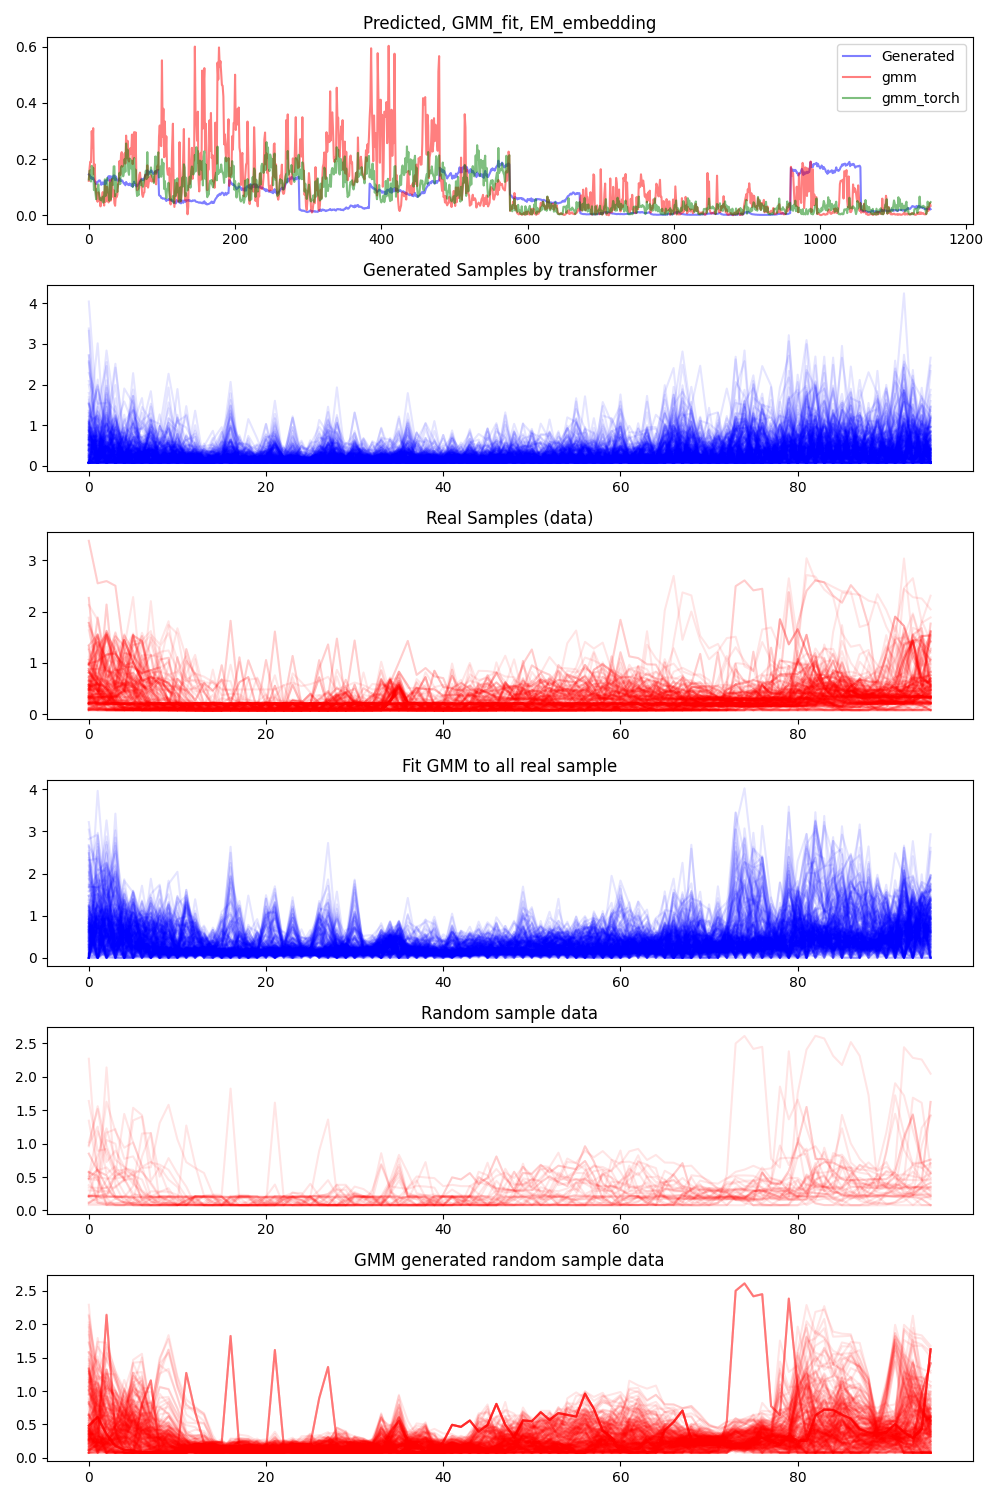 Predicted, GMM_fit, EM_embedding
0.6
0.4
0.2
0.0
Generated
gmm
gmm_torch
0 200 400 600 800 1000 1200
Generated Samples by transformer
4
3
2
1
0
0 20 40 60 80
Real Samples (data)
3
2
1
0
0 20 40 60 80
Fit GMM to all real sample
4
3
2
1
0
0 20 40 60 80
Random sample data
2.5
2.0
1.5
1.0
0.5
0.0
0 20 40 60 80
GMM generated random sample data
2.5
2.0
1.5
1.0
0.5
0.0
0 20 40 60 80